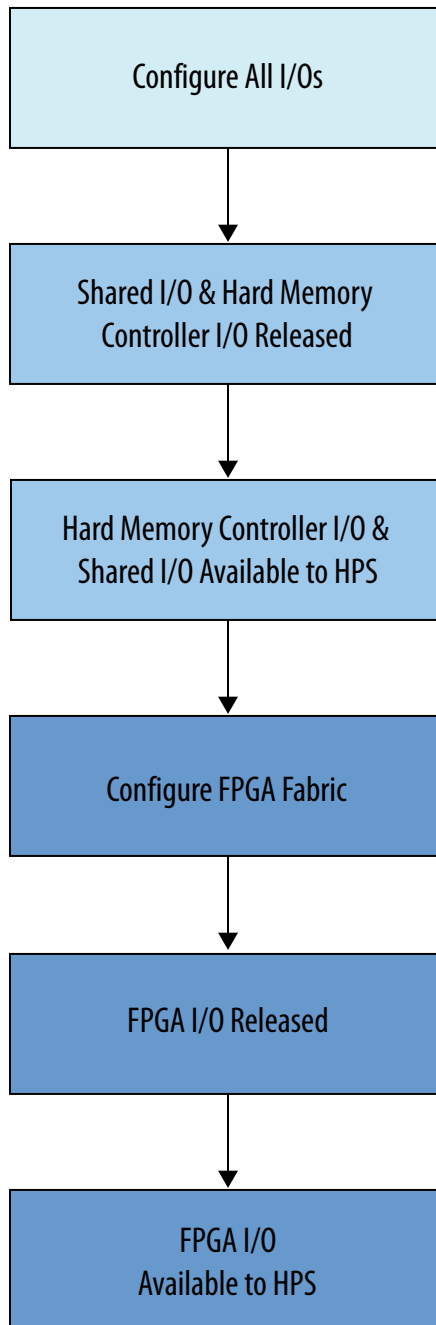 Configure All I/Os
Shared I/O & Hard Memory
Controller I/O Released
Hard Memory Controller I/O &
Shared I/O Available to HPS
Configure FPGA Fabric
FPGA I/O Released
FPGA I/O
Available to HPS